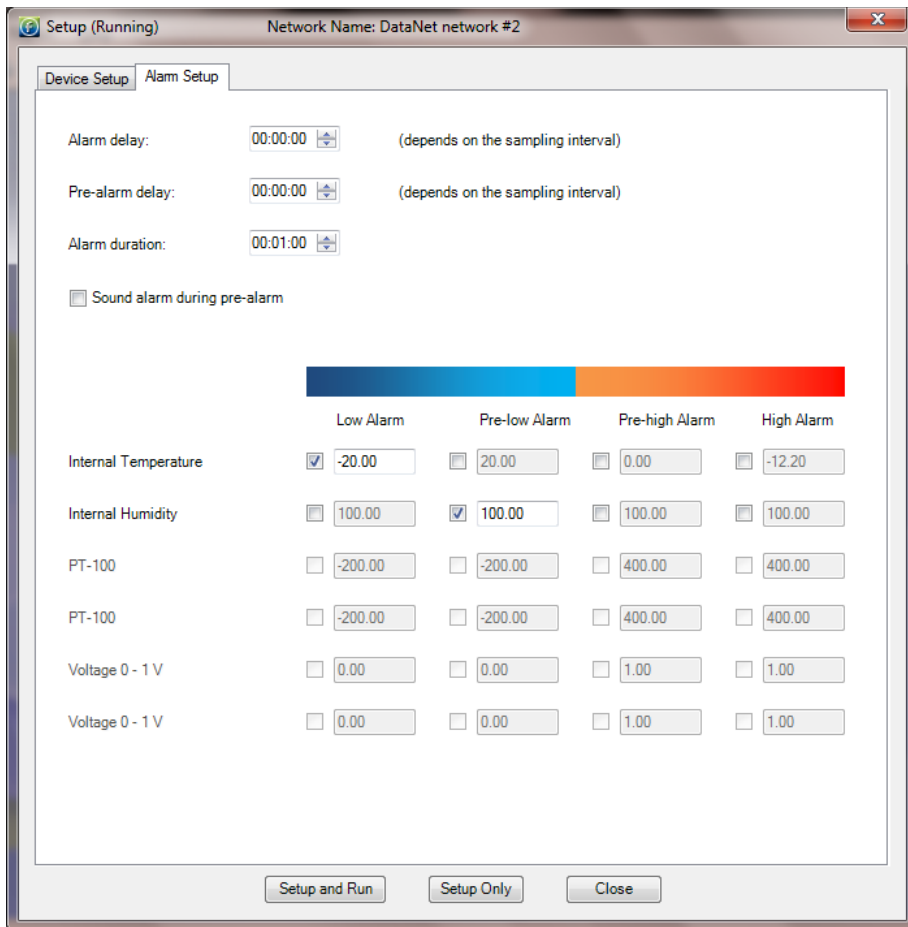 Setup (Running) Network Name: DataNet network #2
Device Setup Alarm Setup
Alarm delay: 00:00:00 (depends on the sampling interval)
Pre-alarm delay: 00:00:00 (depends on the sampling interval)
Alarm duration: 00:01:00
Sound alarm during pre-alarm
Low Alarm Pre-low Alarm Pre-high Alarm High Alarm
Internal Temperature -20.00 20.00 0.00 -12.20
Internal Humidity 100.00 100.00 100.00 100.00
PT-100 -200.00 -200.00 400.00 400.00
PT-100 -200.00 -200.00 400.00 400.00
Voltage 0 - 1 V 0.00 0.00 1.00 1.00
Voltage 0 - 1 V 0.00 0.00 1.00 1.00
Setup and Run Setup Only Close